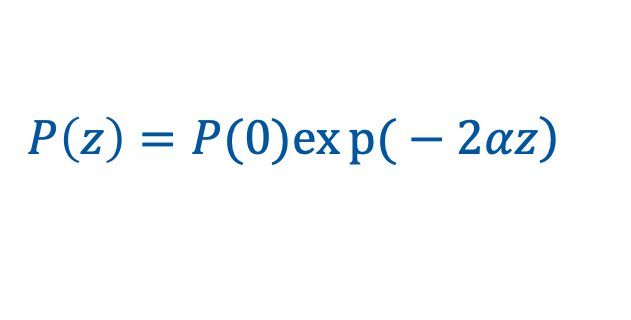 P(z) = P(0)exp(−2αz)